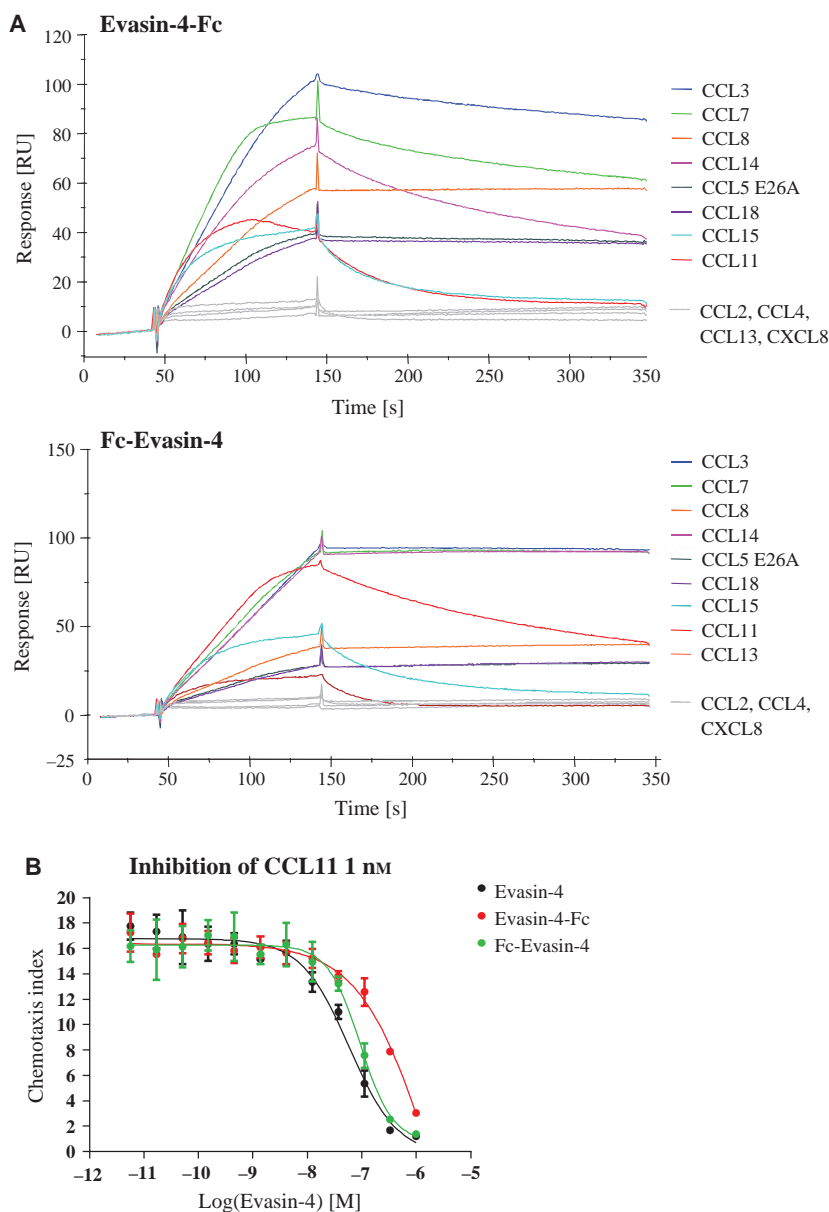 A
Evasin-4-Fc
120
100
80
60
40
20
0
Response [RU]
50
100
150
200
250
300
350
Time [s]
CCL3
CCL7
CCL8
CCL14
CCL5 E26A
CCL18
CCL15
CCL11
CCL2, CCL4,
CCL13, CXCL8
Fc-Evasin-4
150
100
50
0
–25
Response [RU]
50
100
150
200
250
300
350
Time [s]
CCL3
CCL7
CCL8
CCL14
CCL5 E26A
CCL18
CCL15
CCL11
CCL13
CCL2, CCL4,
CXCL8
B
Inhibition of CCL11 1 nM
20
18
16
14
12
10
8
6
4
2
0
Chemotaxis index
–12
–11
–10
–9
–8
–7
–6
–5
Log(Evasin-4) [M]
Evasin-4
Evasin-4-Fc
Fc-Evasin-4